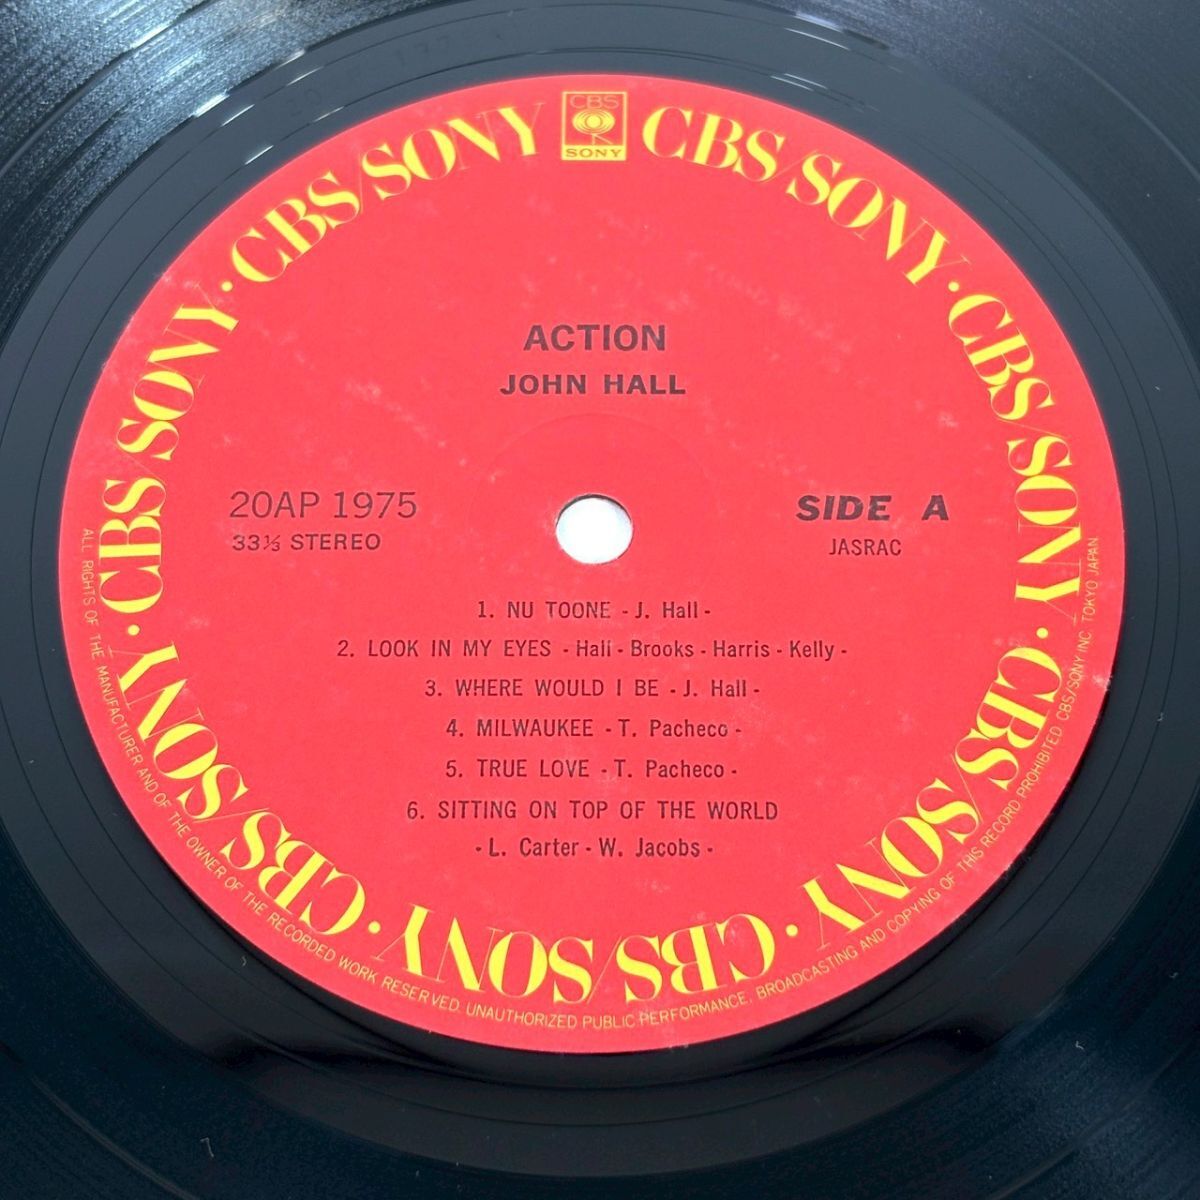 CBS
SONY
CBS/SONY · CBS/SONY · CBS/SONY · CBS/SONY · CBS/SONY · CBS/SONY · CBS/SONY · CBS/SONY
ACTION
JOHN HALL
20AP 1975
33⅓ STEREO
SIDE A
JASRAC
1. NU TOONE - J. Hall -
2. LOOK IN MY EYES - Hall - Brooks - Harris - Kelly -
3. WHERE WOULD I BE - J. Hall -
4. MILWAUKEE - T. Pacheco -
5. TRUE LOVE - T. Pacheco -
6. SITTING ON TOP OF THE WORLD
- L. Carter - W. Jacobs -
ALL RIGHTS OF THE MANUFACTURER AND OF THE OWNER OF THE RECORDED WORK RESERVED. UNAUTHORIZED PUBLIC PERFORMANCE, BROADCASTING AND COPYING OF THIS RECORD PROHIBITED CBS/SONY INC. TOKYO JAPAN.